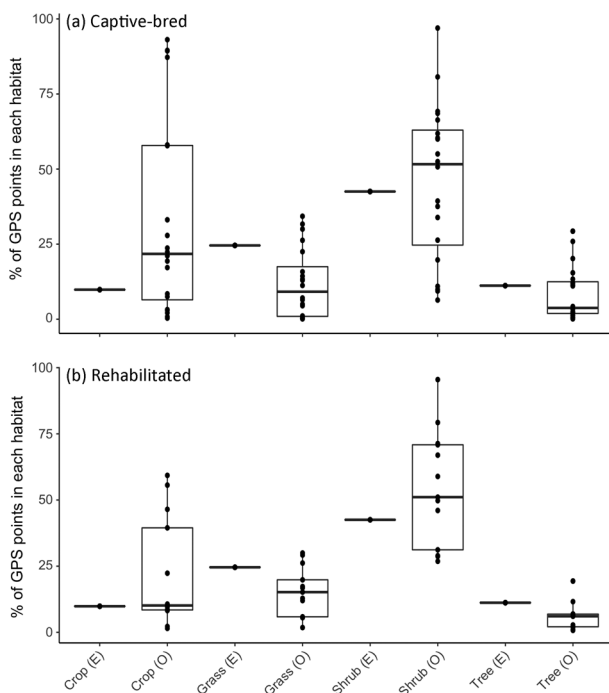 (a) Captive-bred
% of GPS points in each habitat
100
75
50
25
0
(b) Rehabilitated
% of GPS points in each habitat
100
75
50
25
0
Crop (E)
Crop (O)
Grass (E)
Grass (O)
Shrub (E)
Shrub (O)
Tree (E)
Tree (O)